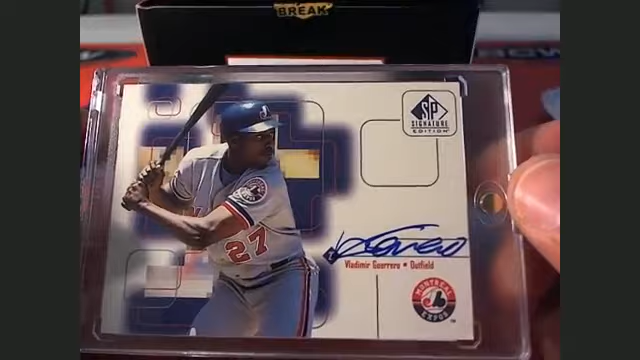 BREAK
SP
SIGNATURE
EDITION
27
Vladimir Guerrero • Outfield
MONTREAL
EXPOS